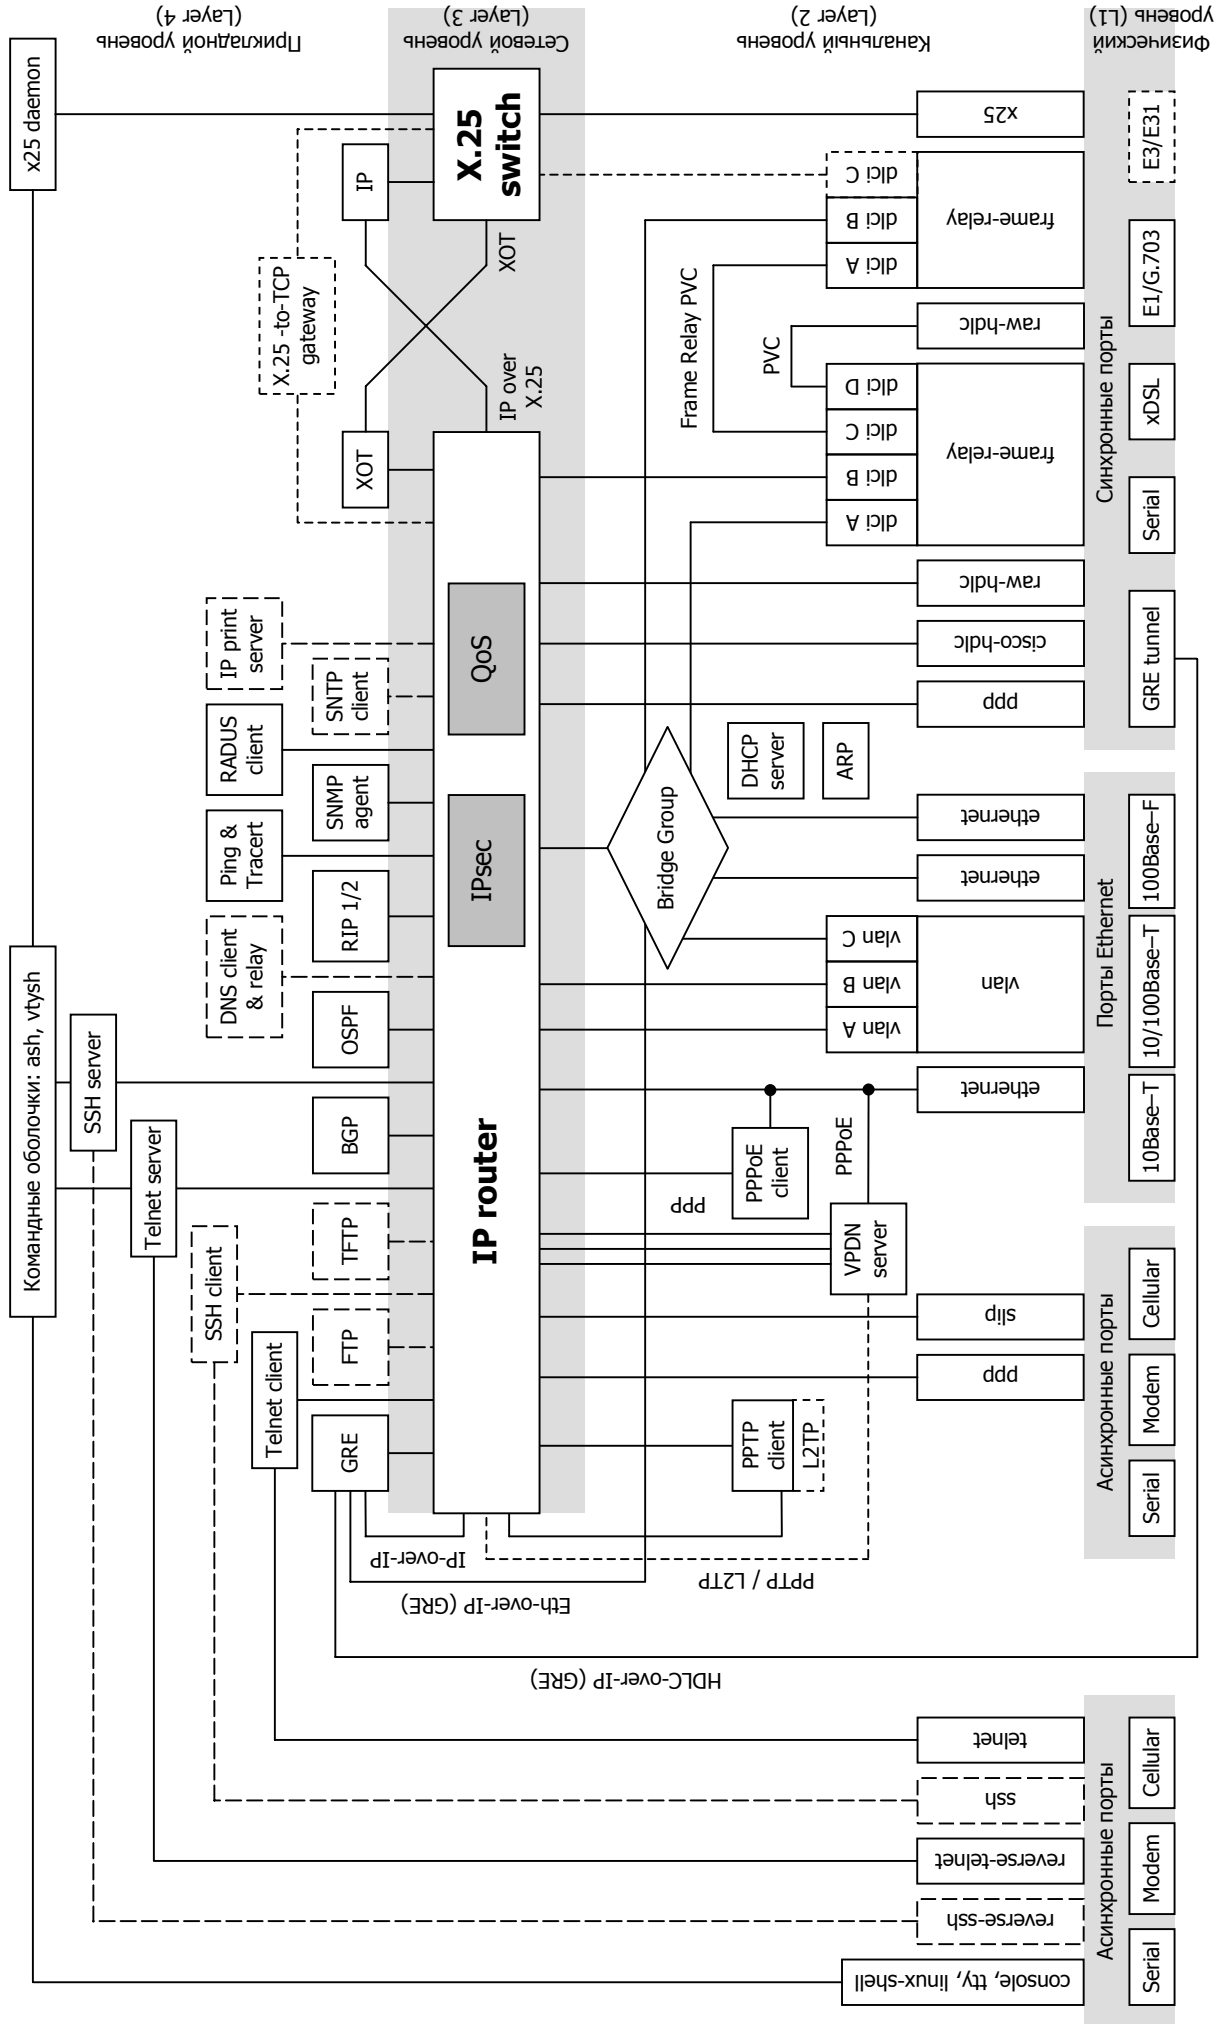 Прикладной уровень
(Layer 4)
Сетевой уровень
(Layer 3)
Канальный уровень
(Layer 2)
Физический
уровень (L1)
Командные оболочки: ash, vtysh
x25 daemon
SSH server
Telnet server
SSH client
Telnet client
DNS client
& relay
Ping &
Tracert
RADUS
client
IP print
server
X.25 -to-TCP
gateway
GRE
FTP
TFTP
BGP
OSPF
RIP 1/2
SNMP
agent
SNTP
client
XOT
IP
IP router
IPsec
QoS
IP over
X.25
XOT
X.25
switch
IP-over-IP
Eth-over-IP (GRE)
HDLC-over-IP (GRE)
PPTP / L2TP
PPTP
client
L2TP
PPP
PPPoE
client
PPPoE
VPDN
server
Bridge Group
DHCP
server
ARP
Frame Relay PVC
PVC
vlan A
vlan B
vlan C
dlci A
dlci B
dlci C
dlci D
dlci A
dlci B
dlci C
console, tty, linux-shell
reverse-ssh
reverse-telnet
ssh
telnet
ppp
slip
ethernet
vlan
ethernet
ethernet
ppp
cisco-hdlc
raw-hdlc
frame-relay
raw-hdlc
frame-relay
x25
Асинхронные порты
Serial
Modem
Cellular
Асинхронные порты
Serial
Modem
Cellular
Порты Ethernet
10Base–T
10/100Base–T
100Base–F
Синхронные порты
GRE tunnel
Serial
xDSL
E1/G.703
E3/E31